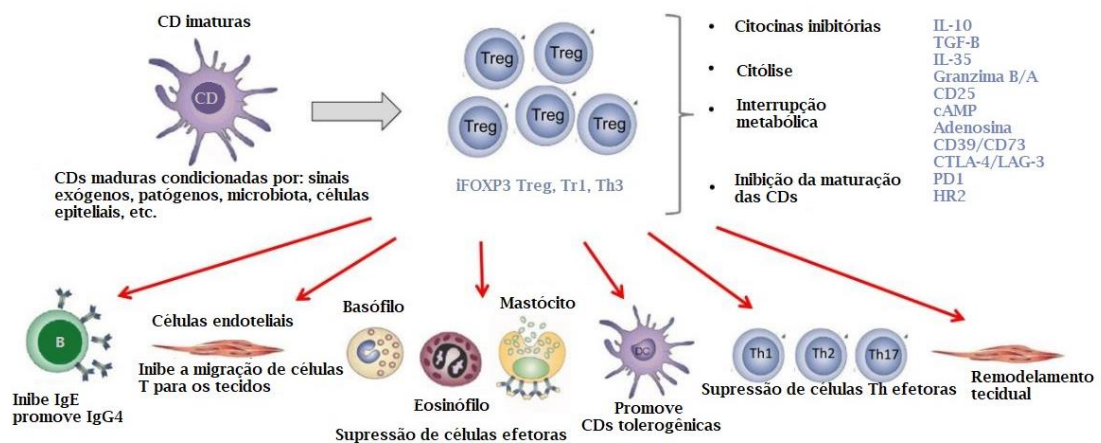 CD imaturas
CD
CDs maduras condicionadas por: sinais
exógenos, patógenos, microbiota, células
epiteliais, etc.
Treg
Treg
Treg
Treg
Treg
iFOXP3 Treg, Tr1, Th3
• Citocinas inibitórias
• Citólise
• Interrupção
metabólica
• Inibição da maturação
das CDs
IL-10
TGF-B
IL-35
Granzima B/A
CD25
cAMP
Adenosina
CD39/CD73
CTLA-4/LAG-3
PD1
HR2
B
Inibe IgE
promove IgG4
Células endoteliais
Inibe a migração de células
T para os tecidos
Basófilo
Eosinófilo
Mastócito
Supressão de células efetoras
DC
Promove
CDs tolerogênicas
Th1
Th2
Th17
Supressão de células Th efetoras
Remodelamento
tecidual